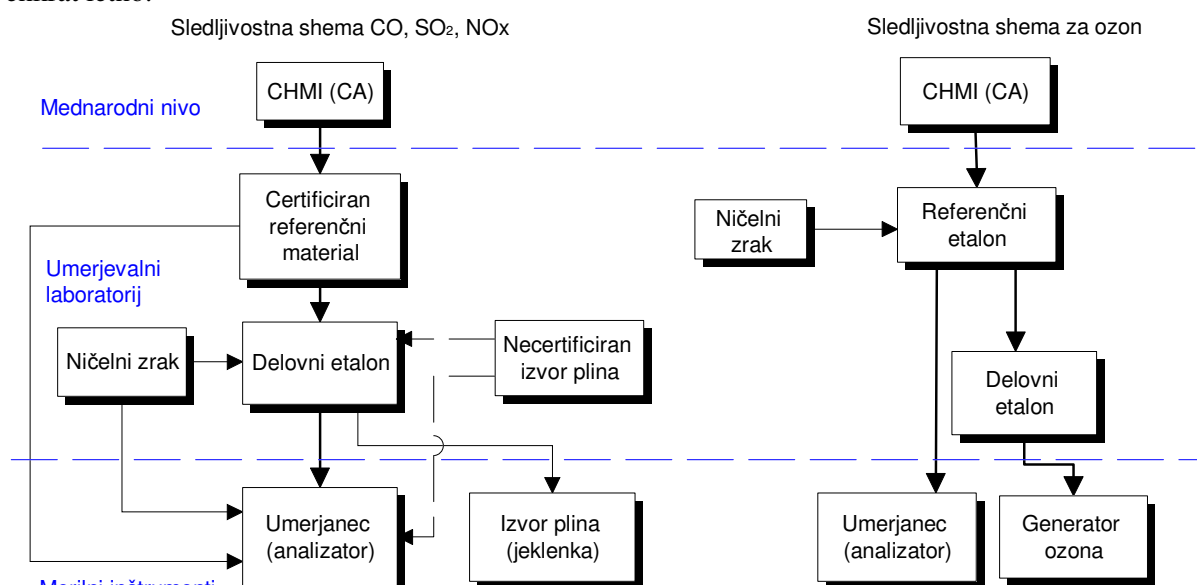 Sledljivostna shema CO, SO₂, NOx
Sledljivostna shema za ozon
CHMI (CA)
CHMI (CA)
Mednarodni nivo
Certificiran
referenčni
material
Ničelni
zrak
Referenčni
etalon
Umerjevalni
laboratorij
Ničelni zrak
Delovni etalon
Necertificiran
izvor plina
Delovni
etalon
Umerjanec
(analizator)
Izvor plina
(jeklenka)
Umerjanec
(analizator)
Generator
ozona